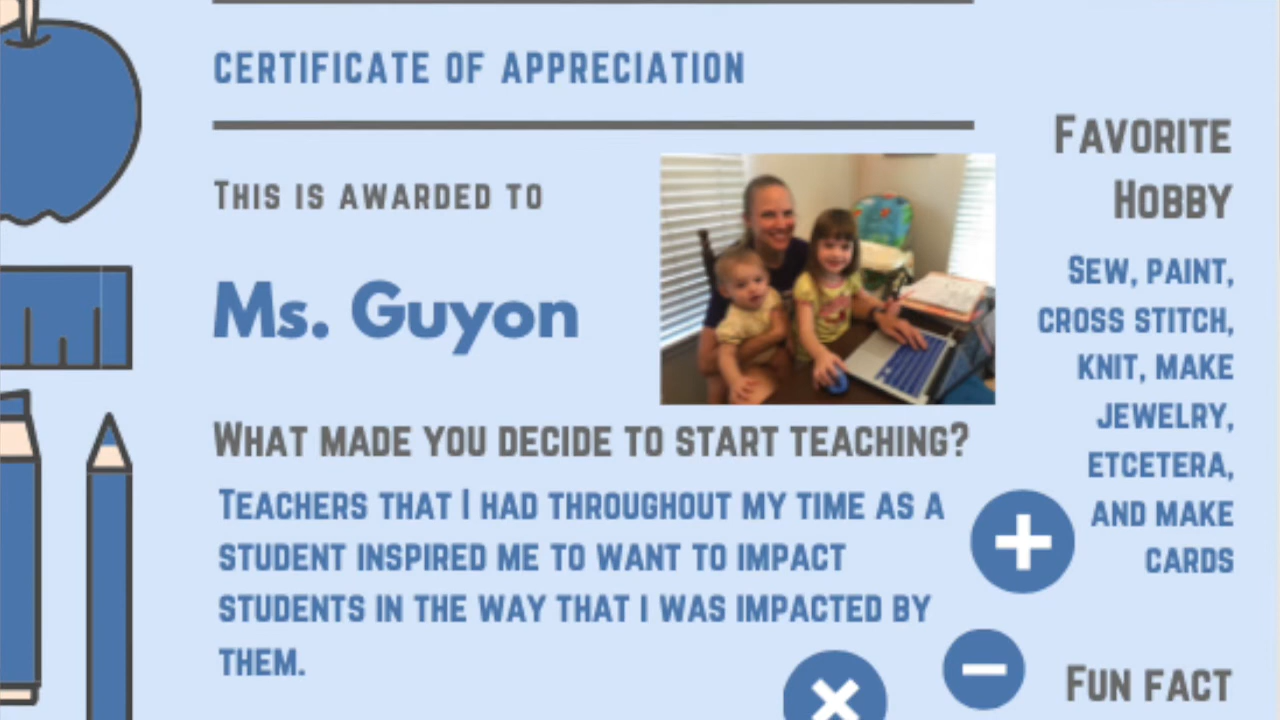 CERTIFICATE OF APPRECIATION
THIS IS AWARDED TO
Ms. Guyon
WHAT MADE YOU DECIDE TO START TEACHING?
TEACHERS THAT I HAD THROUGHOUT MY TIME AS A
STUDENT INSPIRED ME TO WANT TO IMPACT
STUDENTS IN THE WAY THAT I WAS IMPACTED BY
THEM.
FAVORITE
HOBBY
SEW, PAINT,
CROSS STITCH,
KNIT, MAKE
JEWELRY,
ETCETERA,
AND MAKE
CARDS
FUN FACT